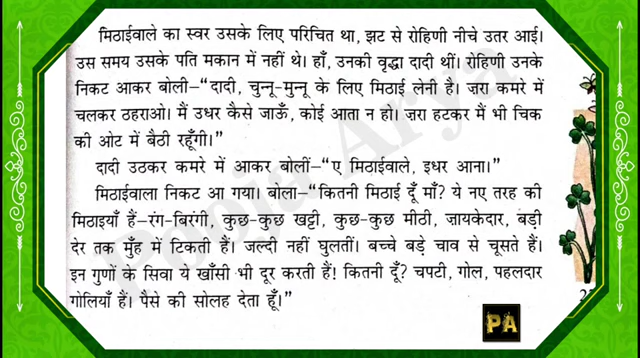 मिठाईवाले का स्वर उसके लिए परिचित था, झट से रोहिणी नीचे उतर आई।
उस समय उसके पति मकान में नहीं थे। हाँ, उनकी वृद्धा दादी थीं। रोहिणी उनके
निकट आकर बोली–“दादी, चुन्नू-मुन्नू के लिए मिठाई लेनी है। ज़रा कमरे में
चलकर ठहराओ। मैं उधर कैसे जाऊँ, कोई आता न हो। ज़रा हटकर मैं भी चिक
की ओट में बैठी रहूँगी।”
दादी उठकर कमरे में आकर बोलीं–“ए मिठाईवाले, इधर आना।”
मिठाईवाला निकट आ गया। बोला–“कितनी मिठाई दूँ माँ? ये नए तरह की
मिठाइयाँ हैं–रंग-बिरंगी, कुछ-कुछ खट्टी, कुछ-कुछ मीठी, जायकेदार, बड़ी
देर तक मुँह में टिकती हैं। जल्दी नहीं घुलतीं। बच्चे बड़े चाव से चूसते हैं।
इन गुणों के सिवा ये खाँसी भी दूर करती हैं! कितनी दूँ? चपटी, गोल, पहलदार
गोलियाँ हैं। पैसे की सोलह देता हूँ।”
Pooja Arya
PA